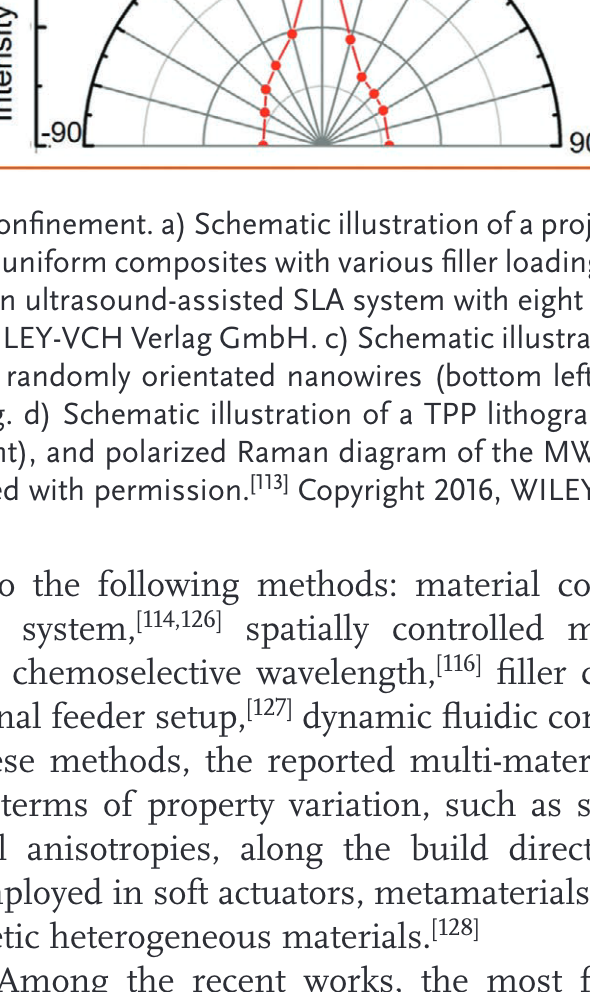 Intensity
-90
90
onfinement. a) Schematic illustration of a proj
uniform composites with various filler loading
n ultrasound-assisted SLA system with eight
LEY-VCH Verlag GmbH. c) Schematic illustra
randomly orientated nanowires (bottom left
g. d) Schematic illustration of a TPP lithogra
nt), and polarized Raman diagram of the MW
ed with permission.[113] Copyright 2016, WILEY
o the following methods: material co
system,[114,126] spatially controlled m
chemoselective wavelength,[116] filler c
nal feeder setup,[127] dynamic fluidic con
ese methods, the reported multi-mater
terms of property variation, such as s
l anisotropies, along the build direct
ployed in soft actuators, metamaterials
etic heterogeneous materials.[128]
Among the recent works, the most f